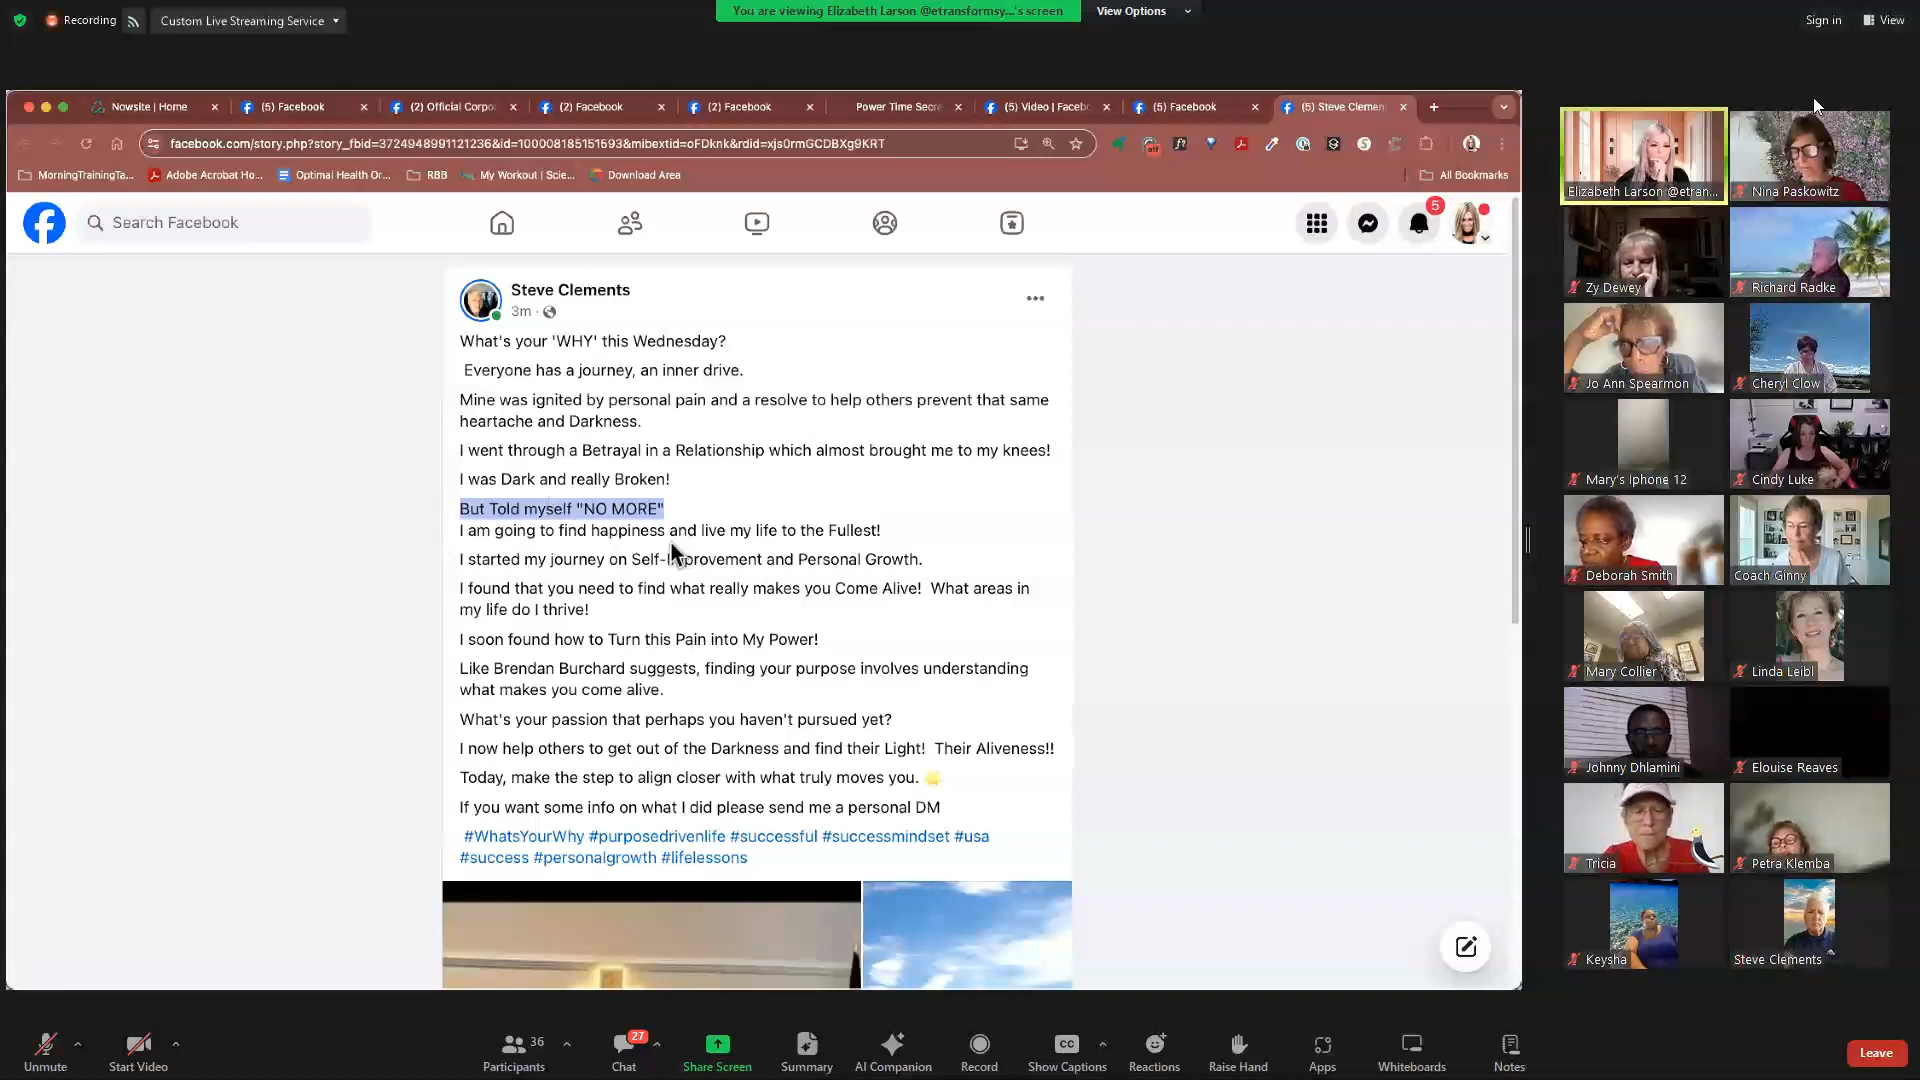 Recording
Custom Live Streaming Service
You are viewing Elizabeth Larson @etransformsy...'s screen
View Options
Sign in
View
Nowsite | Home
(5) Facebook
(2) Official Corpo
(2) Facebook
(2) Facebook
Power Time Secre
(5) Video | Faceb
(5) Facebook
(5) Steve Clemen
facebook.com/story.php?story_fbid=3724948991121236&id=100008185151593&mibextid=oFDknk&rdid=xjs0rmGCDBXg9KRT
MorningTrainingTa...
Adobe Acrobat Ho...
Optimal Health Or...
RBB
My Workout | Scie...
Download Area
All Bookmarks
Search Facebook
5
Steve Clements
3m ·
What's your 'WHY' this Wednesday?
Everyone has a journey, an inner drive.
Mine was ignited by personal pain and a resolve to help others prevent that same
heartache and Darkness.
I went through a Betrayal in a Relationship which almost brought me to my knees!
I was Dark and really Broken!
But Told myself "NO MORE"
I am going to find happiness and live my life to the Fullest!
I started my journey on Self-Improvement and Personal Growth.
I found that you need to find what really makes you Come Alive!  What areas in
my life do I thrive!
I soon found how to Turn this Pain into My Power!
Like Brendan Burchard suggests, finding your purpose involves understanding
what makes you come alive.
What's your passion that perhaps you haven't pursued yet?
I now help others to get out of the Darkness and find their Light!  Their Aliveness!!
Today, make the step to align closer with what truly moves you. 🌟
If you want some info on what I did please send me a personal DM
#WhatsYourWhy #purposedrivenlife #successful #successmindset #usa
#success #personalgrowth #lifelessons
Elizabeth Larson @etran...
Nina Paskowitz
Zy Dewey
Richard Radke
Jo Ann Spearmon
Cheryl Clow
Mary's Iphone 12
Cindy Luke
Deborah Smith
Coach Ginny
Mary Collier
Linda Leibl
Johnny Dhlamini
Elouise Reaves
Tricia
Petra Klemba
Keysha
Steve Clements
Unmute
Start Video
36
Participants
27
Chat
Share Screen
Summary
AI Companion
Record
CC
Show Captions
Reactions
Raise Hand
Apps
Whiteboards
Notes
Leave